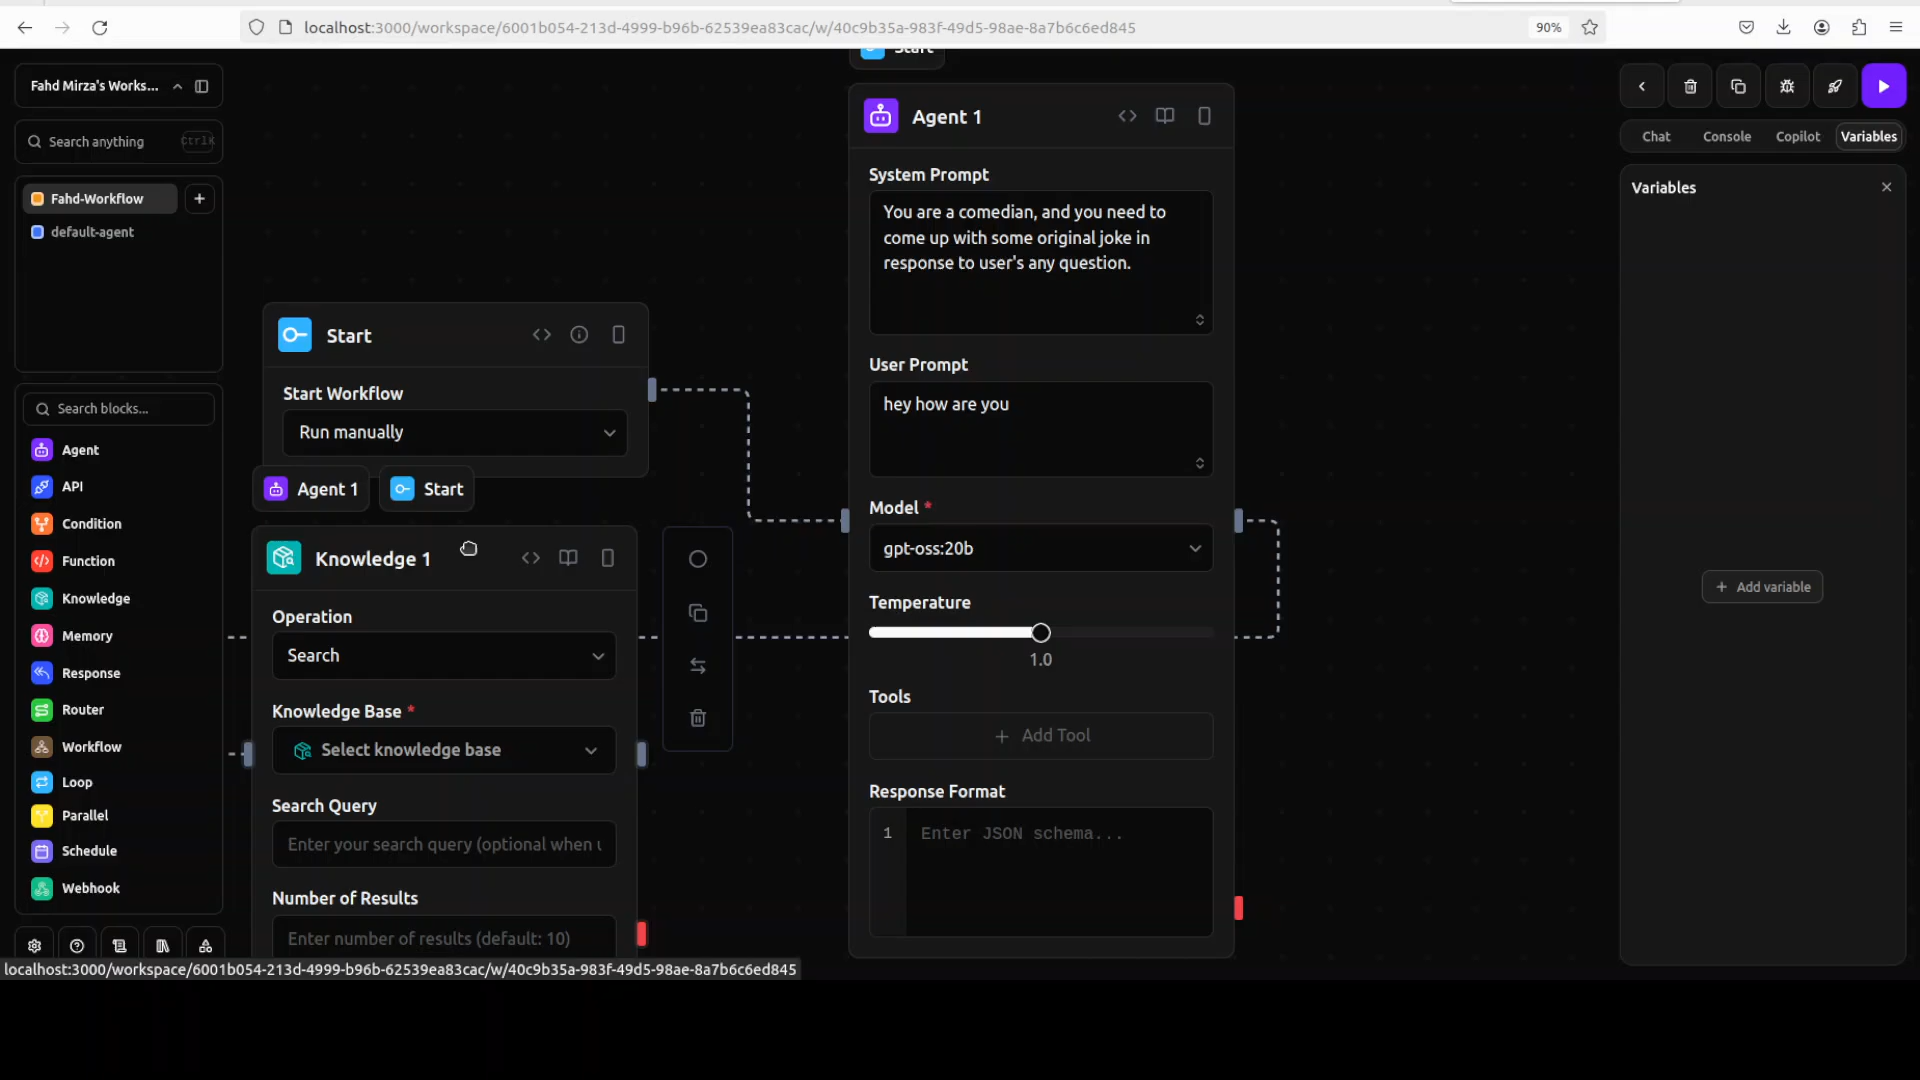 localhost:3000/workspace/6001b054-213d-4999-b96b-62539ea83cac/w/40c9b35a-983f-49d5-98ae-8a7b6c6ed845
90%
Fahd Mirza's Works...
Search anything
Ctrl K
Fahd-Workflow
default-agent
Search blocks...
Agent
API
Condition
Function
Knowledge
Memory
Response
Router
Workflow
Loop
Parallel
Schedule
Webhook
Start
Start Workflow
Run manually
Agent 1
Start
Knowledge 1
Operation
Search
Knowledge Base *
Select knowledge base
Search Query
Enter your search query (optional when u
Number of Results
Enter number of results (default: 10)
Start
Agent 1
System Prompt
You are a comedian, and you need to
come up with some original joke in
response to user's any question.
User Prompt
hey how are you
Model *
gpt-oss:20b
Temperature
1.0
Tools
+ Add Tool
Response Format
1 Enter JSON schema...
Chat
Console
Copilot
Variables
Variables
+ Add variable
localhost:3000/workspace/6001b054-213d-4999-b96b-62539ea83cac/w/40c9b35a-983f-49d5-98ae-8a7b6c6ed845